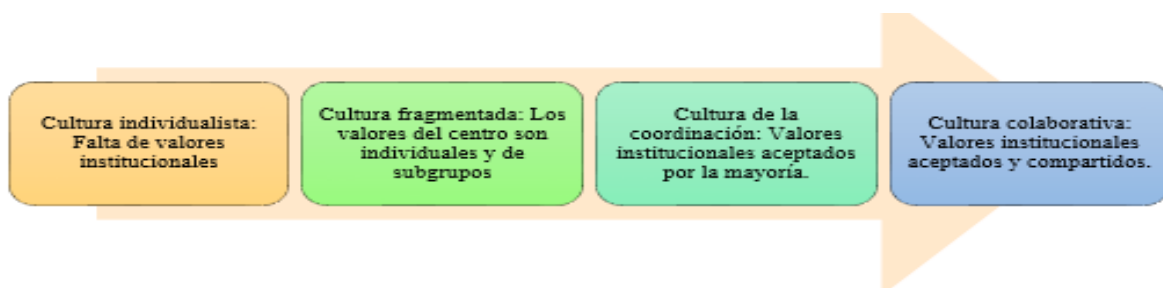 Cultura individualista:
Falta de valores
institucionales
Cultura fragmentada: Los
valores del centro son
individuales y de
subgrupos
Cultura de la
coordinación: Valores
institucionales aceptados
por la mayoría.
Cultura colaborativa:
Valores institucionales
aceptados y compartidos.